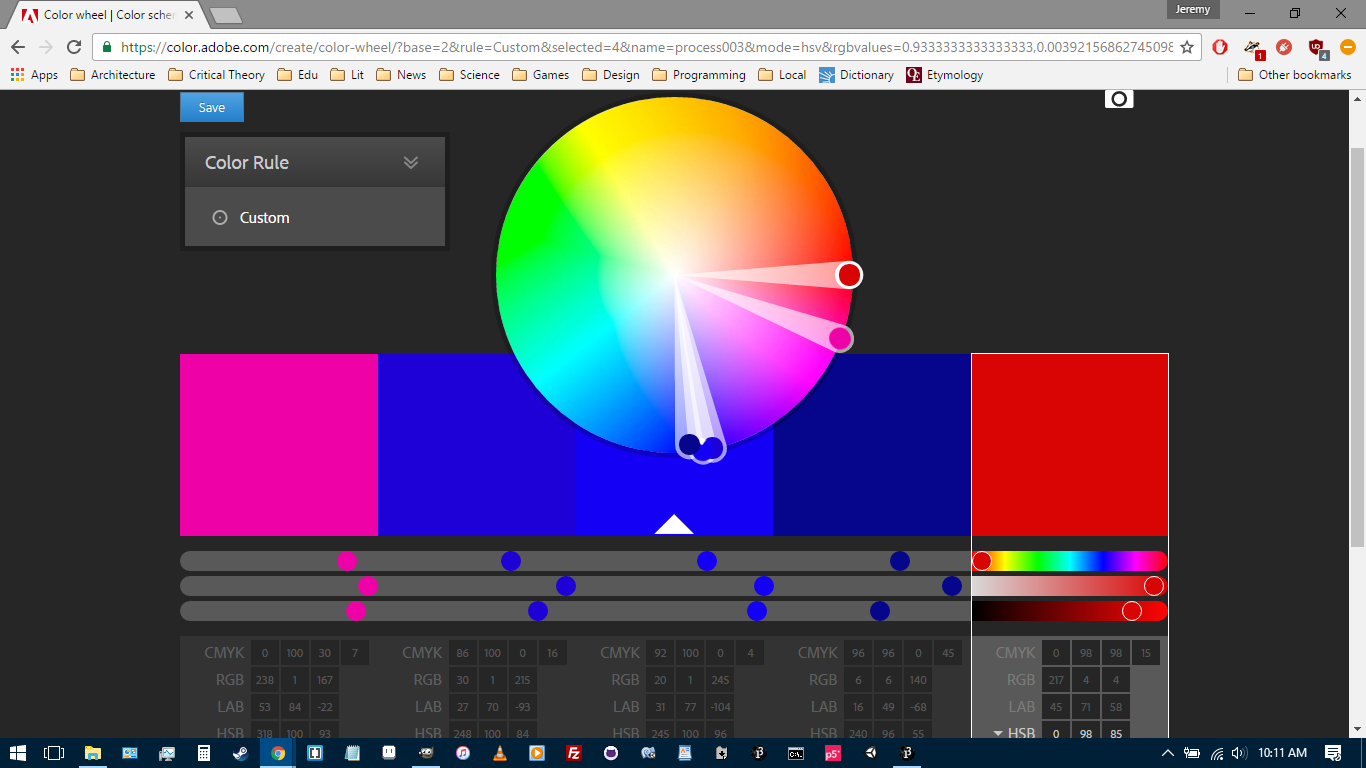 Color wheel | Color scher
Jeremy
https://color.adobe.com/create/color-wheel/?base=2&rule=Custom&selected=4&name=process003&mode=hsv&rgbvalues=0.9333333333333333,0.00392156862745098
1
4
Apps Architecture Critical Theory Edu Lit News Science Games Design Programming Local Dictionary Etymology Other bookmarks
Save
Color Rule
Custom
CMYK 0 100 30 7 CMYK 86 100 0 16 CMYK 92 100 0 4 CMYK 96 96 0 45 CMYK 0 98 98 15
RGB 238 1 167 RGB 30 1 215 RGB 20 1 245 RGB 6 6 140 RGB 217 4 4
LAB 53 84 -22 LAB 27 70 -93 LAB 31 77 -104 LAB 16 49 -68 LAB 45 71 58
HSB 318 100 93 HSB 248 100 84 HSB 245 100 96 HSB 240 96 55 HSB 0 98 85
10:11 AM